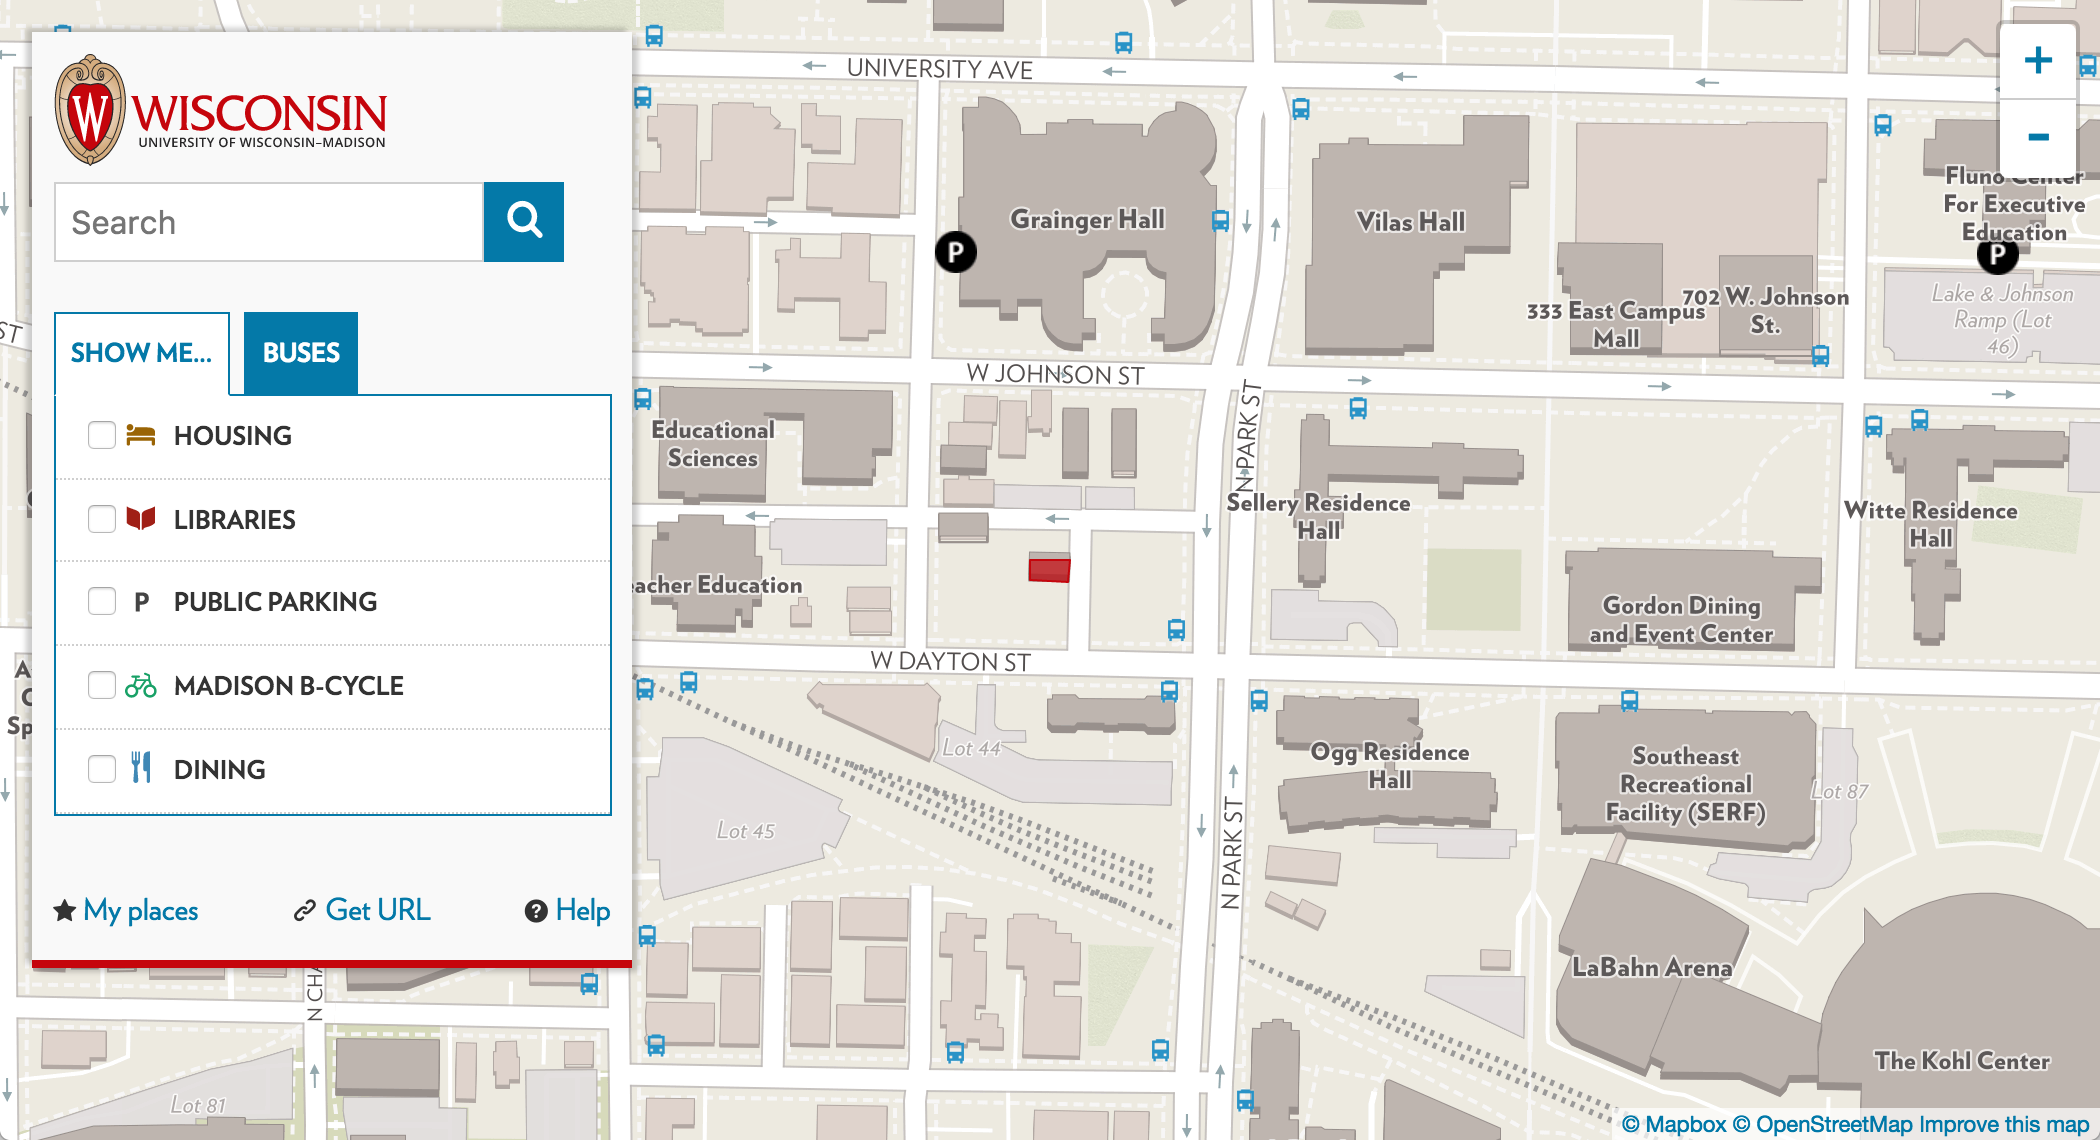 W
WISCONSIN
UNIVERSITY OF WISCONSIN–MADISON
Search
SHOW ME...
BUSES
HOUSING
LIBRARIES
P
PUBLIC PARKING
MADISON B-CYCLE
DINING
My places
Get URL
? Help
+
-
UNIVERSITY AVE
Grainger Hall
P
Vilas Hall
Fluno Center
For Executive
Education
P
333 East Campus
Mall
702 W. Johnson
St.
Lake & Johnson
Ramp (Lot
46)
ST
W JOHNSON ST
N PARK ST
Educational
Sciences
Sellery Residence
Hall
Witte Residence
Hall
eacher Education
Gordon Dining
and Event Center
W DAYTON ST
A
C
Sp
Lot 44
Ogg Residence
Hall
Southeast
Recreational
Facility (SERF)
Lot 87
Lot 45
N PARK ST
LaBahn Arena
N CHA
The Kohl Center
Lot 81
© Mapbox © OpenStreetMap Improve this map